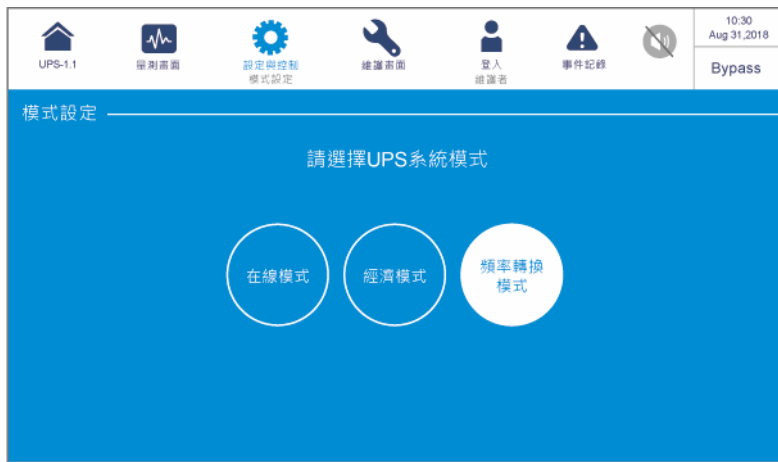 10:30
Aug 31,2018
UPS-1.1
量測畫面
設定與控制
模式設定
維護畫面
登入
維護者
事件記錄
Bypass
模式設定
請選擇UPS系統模式
在線模式
經濟模式
頻率轉換
模式